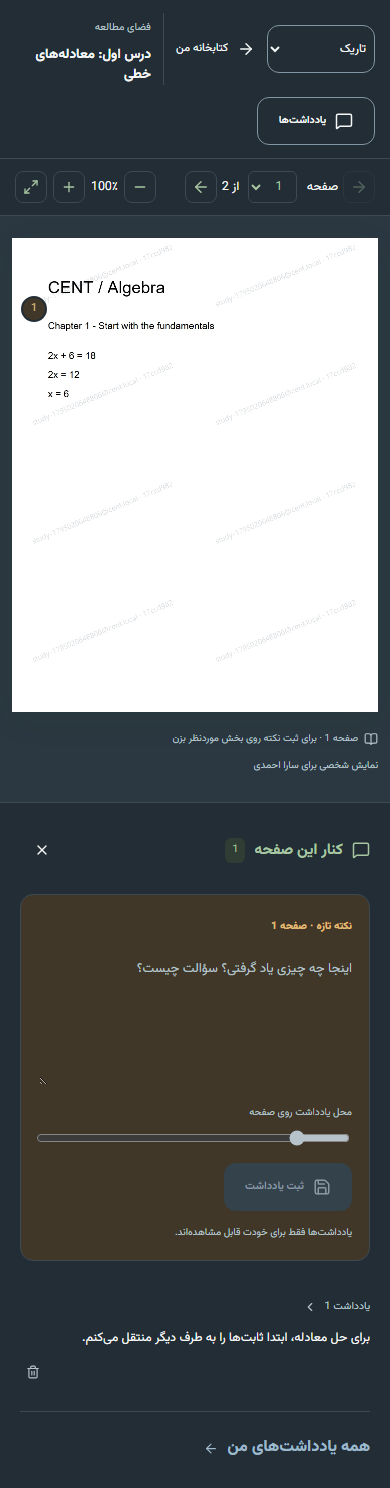 تاریک
کتابخانه من
فضای مطالعه
درس اول: معادله‌های خطی
یادداشت‌ها
صفحه 1 از 2
100٪
CENT / Algebra
1
Chapter 1 - Start with the fundamentals
2x + 6 = 18
2x = 12
x = 6
صفحه 1 · برای ثبت نکته روی بخش موردنظر بزن
نمایش شخصی برای سارا احمدی
کنار این صفحه 1
نکته تازه · صفحه 1
اینجا چه چیزی یاد گرفتی؟ سؤالت چیست؟
محل یادداشت روی صفحه
ثبت یادداشت
یادداشت‌ها فقط برای خودت قابل مشاهده‌اند.
یادداشت 1
برای حل معادله، ابتدا ثابت‌ها را به طرف دیگر منتقل می‌کنم.
همه یادداشت‌های من